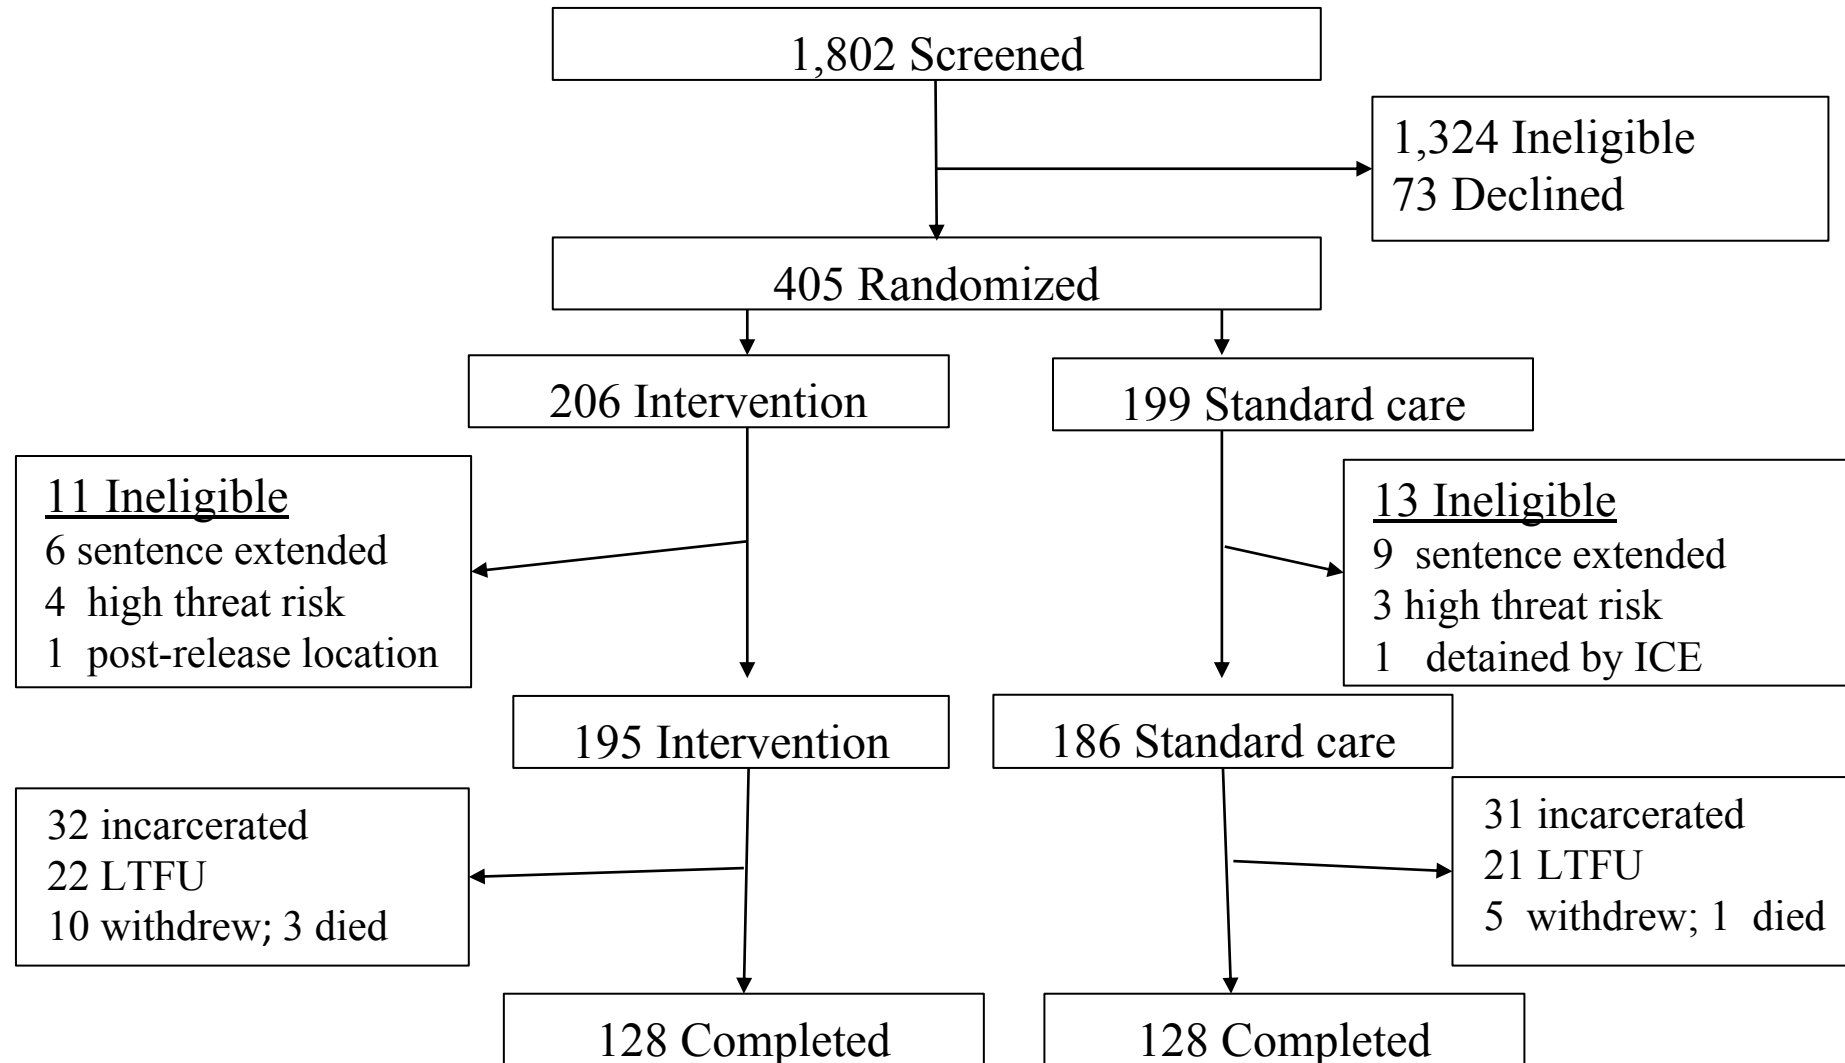 1,802 Screened
1,324 Ineligible
73 Declined
405 Randomized
206 Intervention
199 Standard care
11 Ineligible
6 sentence extended
4 high threat risk
1 post-release location
13 Ineligible
9 sentence extended
3 high threat risk
1 detained by ICE
195 Intervention
186 Standard care
32 incarcerated
22 LTFU
10 withdrew; 3 died
31 incarcerated
21 LTFU
5 withdrew; 1 died
128 Completed
128 Completed